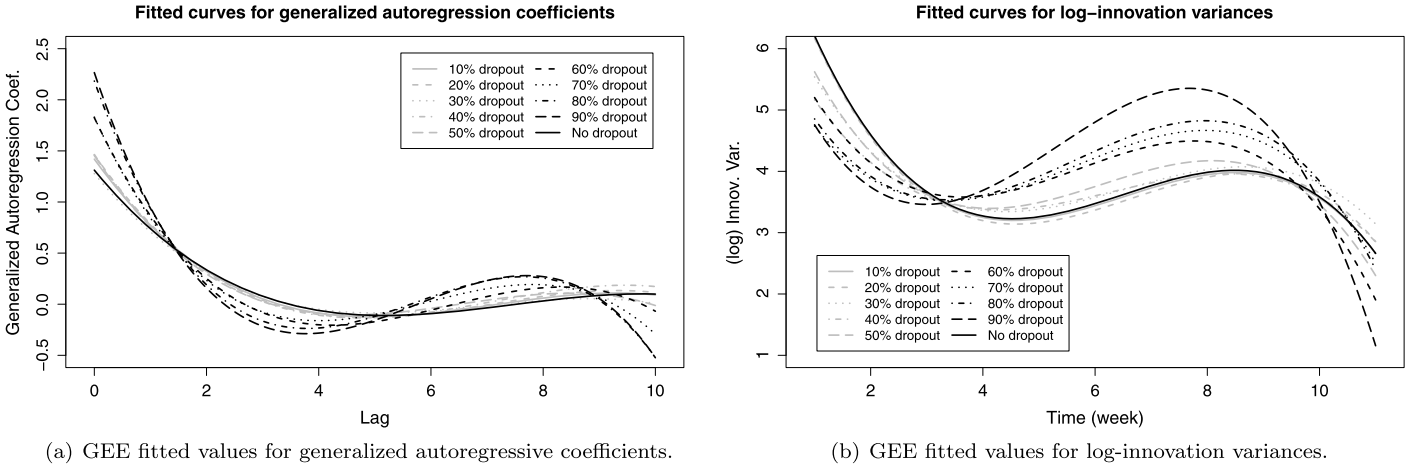 Fitted curves for generalized autoregression coefficients
Generalized Autoregression Coef.
2.5
2.0
1.5
1.0
0.5
0.0
−0.5
10% dropout
20% dropout
30% dropout
40% dropout
50% dropout
60% dropout
70% dropout
80% dropout
90% dropout
No dropout
0 2 4 6 8 10
Lag
(a) GEE fitted values for generalized autoregressive coefficients.
Fitted curves for log−innovation variances
(log) Innov. Var.
6
5
4
3
2
1
10% dropout
20% dropout
30% dropout
40% dropout
50% dropout
60% dropout
70% dropout
80% dropout
90% dropout
No dropout
2 4 6 8 10
Time (week)
(b) GEE fitted values for log-innovation variances.